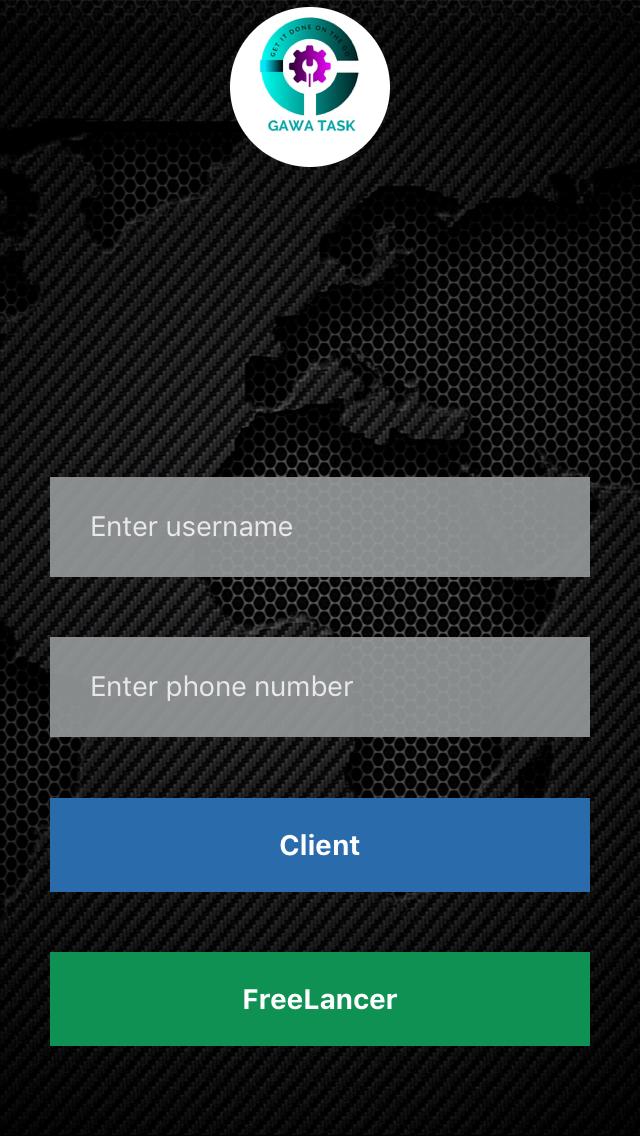 GET IT DONE ON THE GO
GAWA TASK
Enter username
Enter phone number
Client
FreeLancer